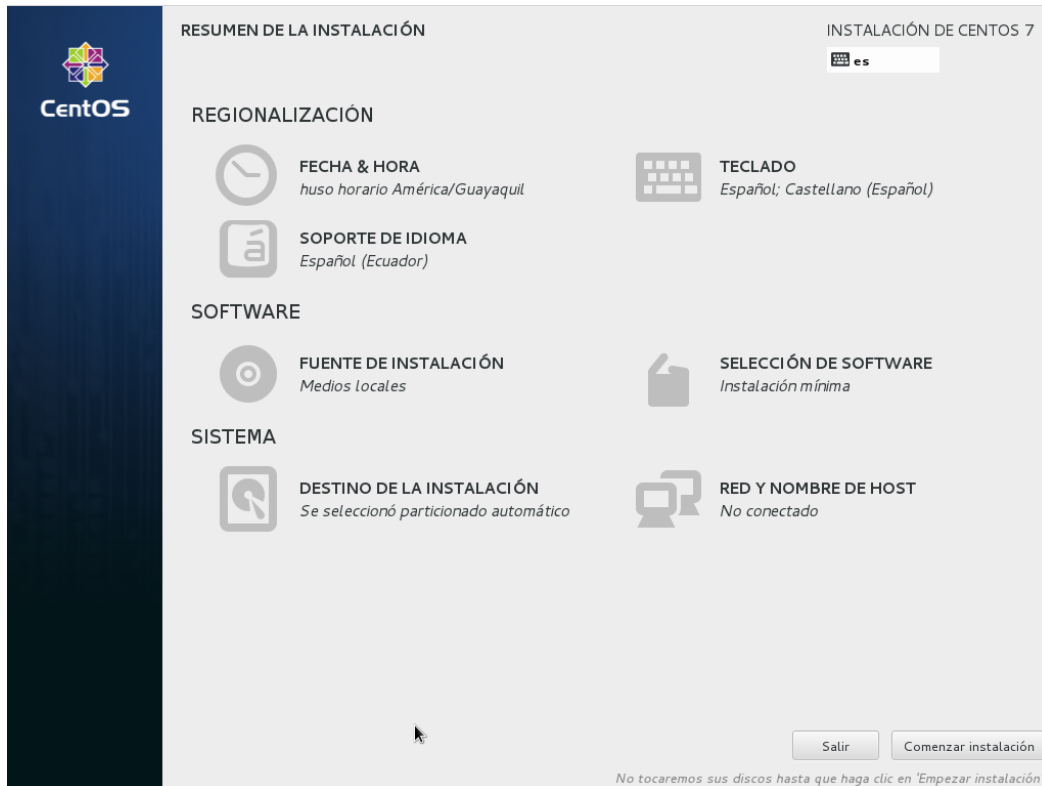 RESUMEN DE LA INSTALACIÓN
INSTALACIÓN DE CENTOS 7
es
CentOS
REGIONALIZACIÓN
FECHA & HORA
huso horario América/Guayaquil
TECLADO
Español; Castellano (Español)
SOPORTE DE IDIOMA
Español (Ecuador)
SOFTWARE
FUENTE DE INSTALACIÓN
Medios locales
SELECCIÓN DE SOFTWARE
Instalación mínima
SISTEMA
DESTINO DE LA INSTALACIÓN
Se seleccionó particionado automático
RED Y NOMBRE DE HOST
No conectado
Salir
Comenzar instalación
No tocaremos sus discos hasta que haga clic en 'Empezar instalación